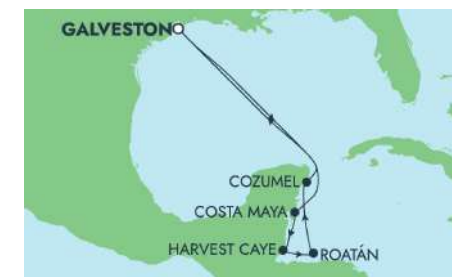 GALVESTON
COZUMEL
COSTA MAYA
HARVEST CAYE
ROATÁN